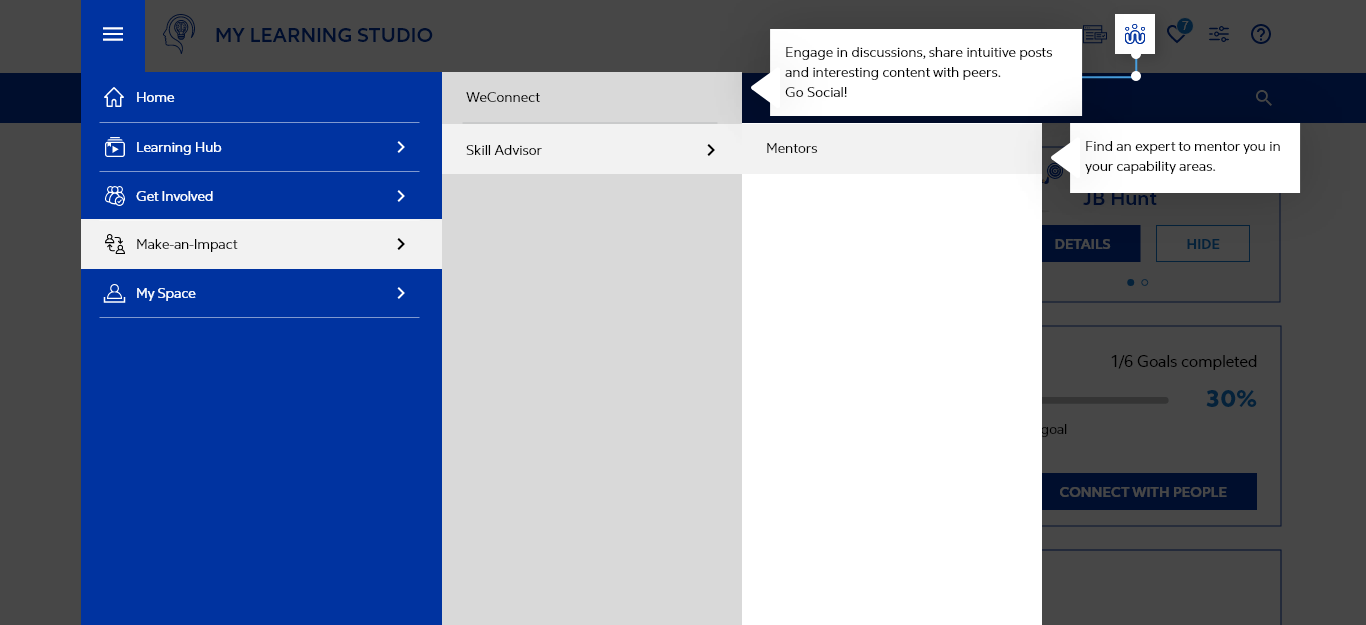 MY LEARNING STUDIO
7
Home
Learning Hub
Get Involved
Make-an-Impact
My Space
WeConnect
Skill Advisor
Mentors
Engage in discussions, share intuitive posts
and interesting content with peers.
Go Social!
Find an expert to mentor you in
your capability areas.
JB Hunt
DETAILS
HIDE
1/6 Goals completed
30%
goal
CONNECT WITH PEOPLE